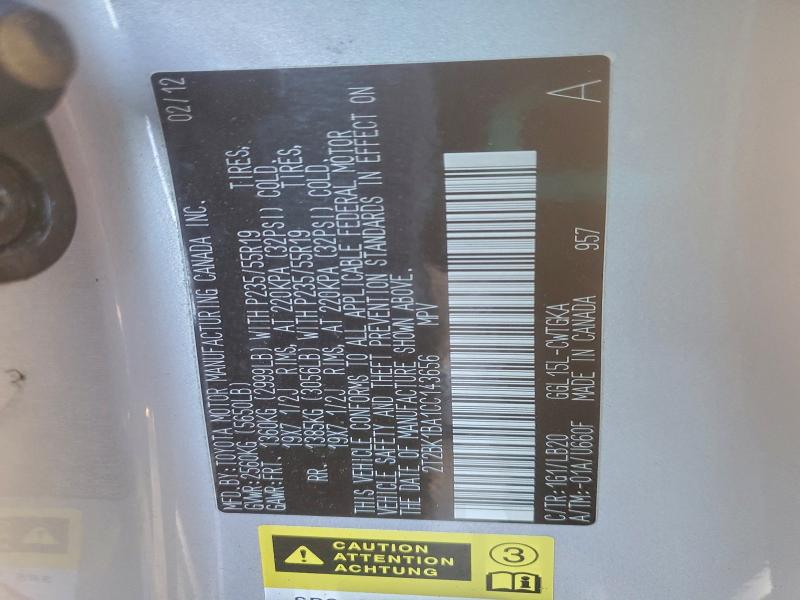 MFD. BY: TOYOTA MOTOR MANUFACTURING CANADA INC. 02/12
GVWR: 2560KG (5650LB)
GAWR: FRT. 1360KG (2999LB) WITH P235/55R19 TIRES,
19X7 1/2J RIMS, AT 220KPA (32PSI) COLD.
RR. 1385KG (3056LB) WITH P235/55R19 TIRES,
19X7 1/2J RIMS, AT 220KPA (32PSI) COLD.
THIS VEHICLE CONFORMS TO ALL APPLICABLE FEDERAL MOTOR
VEHICLE SAFETY AND THEFT PREVENTION STANDARDS IN EFFECT ON
THE DATE OF MANUFACTURE SHOWN ABOVE.
2T2BK1BA1CC143656 MPV
C/TR: 1G1/LB20 GGL15L-CWTGKA A
A/TM: -01A/U660F MADE IN CANADA 957
CAUTION
ATTENTION
ACHTUNG
3